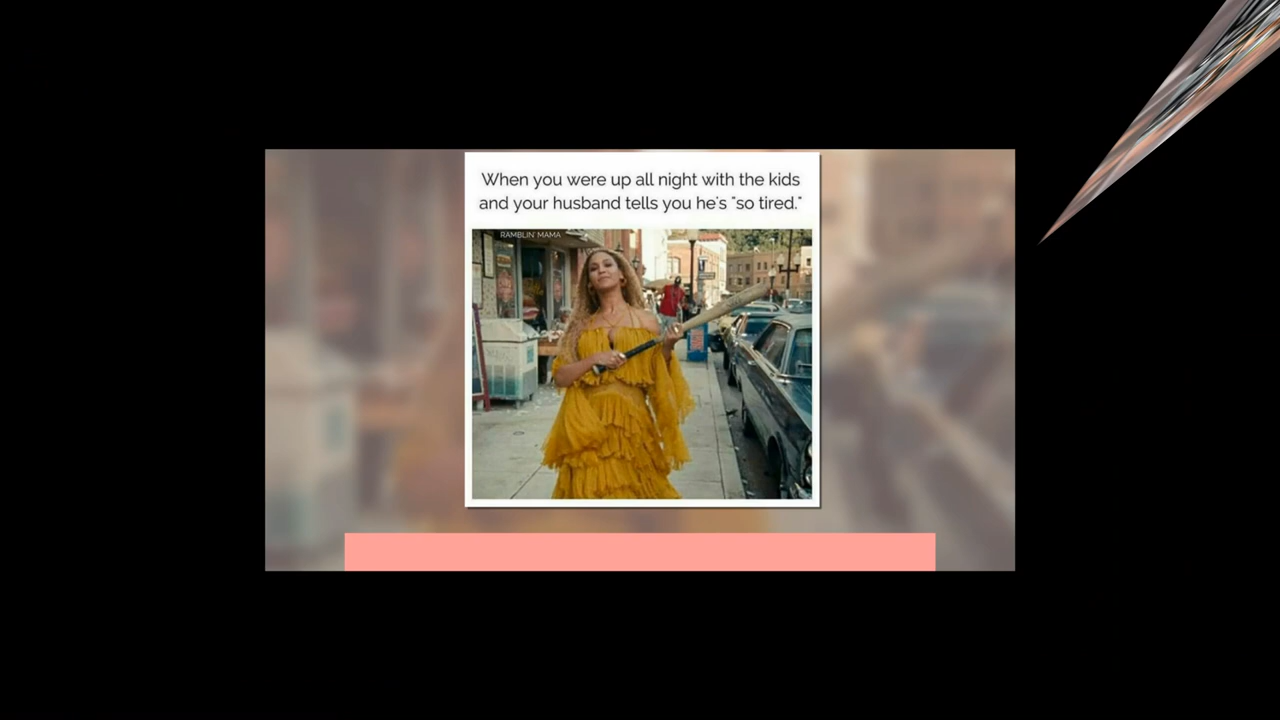 When you were up all night with the kids
and your husband tells you he's "so tired."
RAMBLIN' MAMA